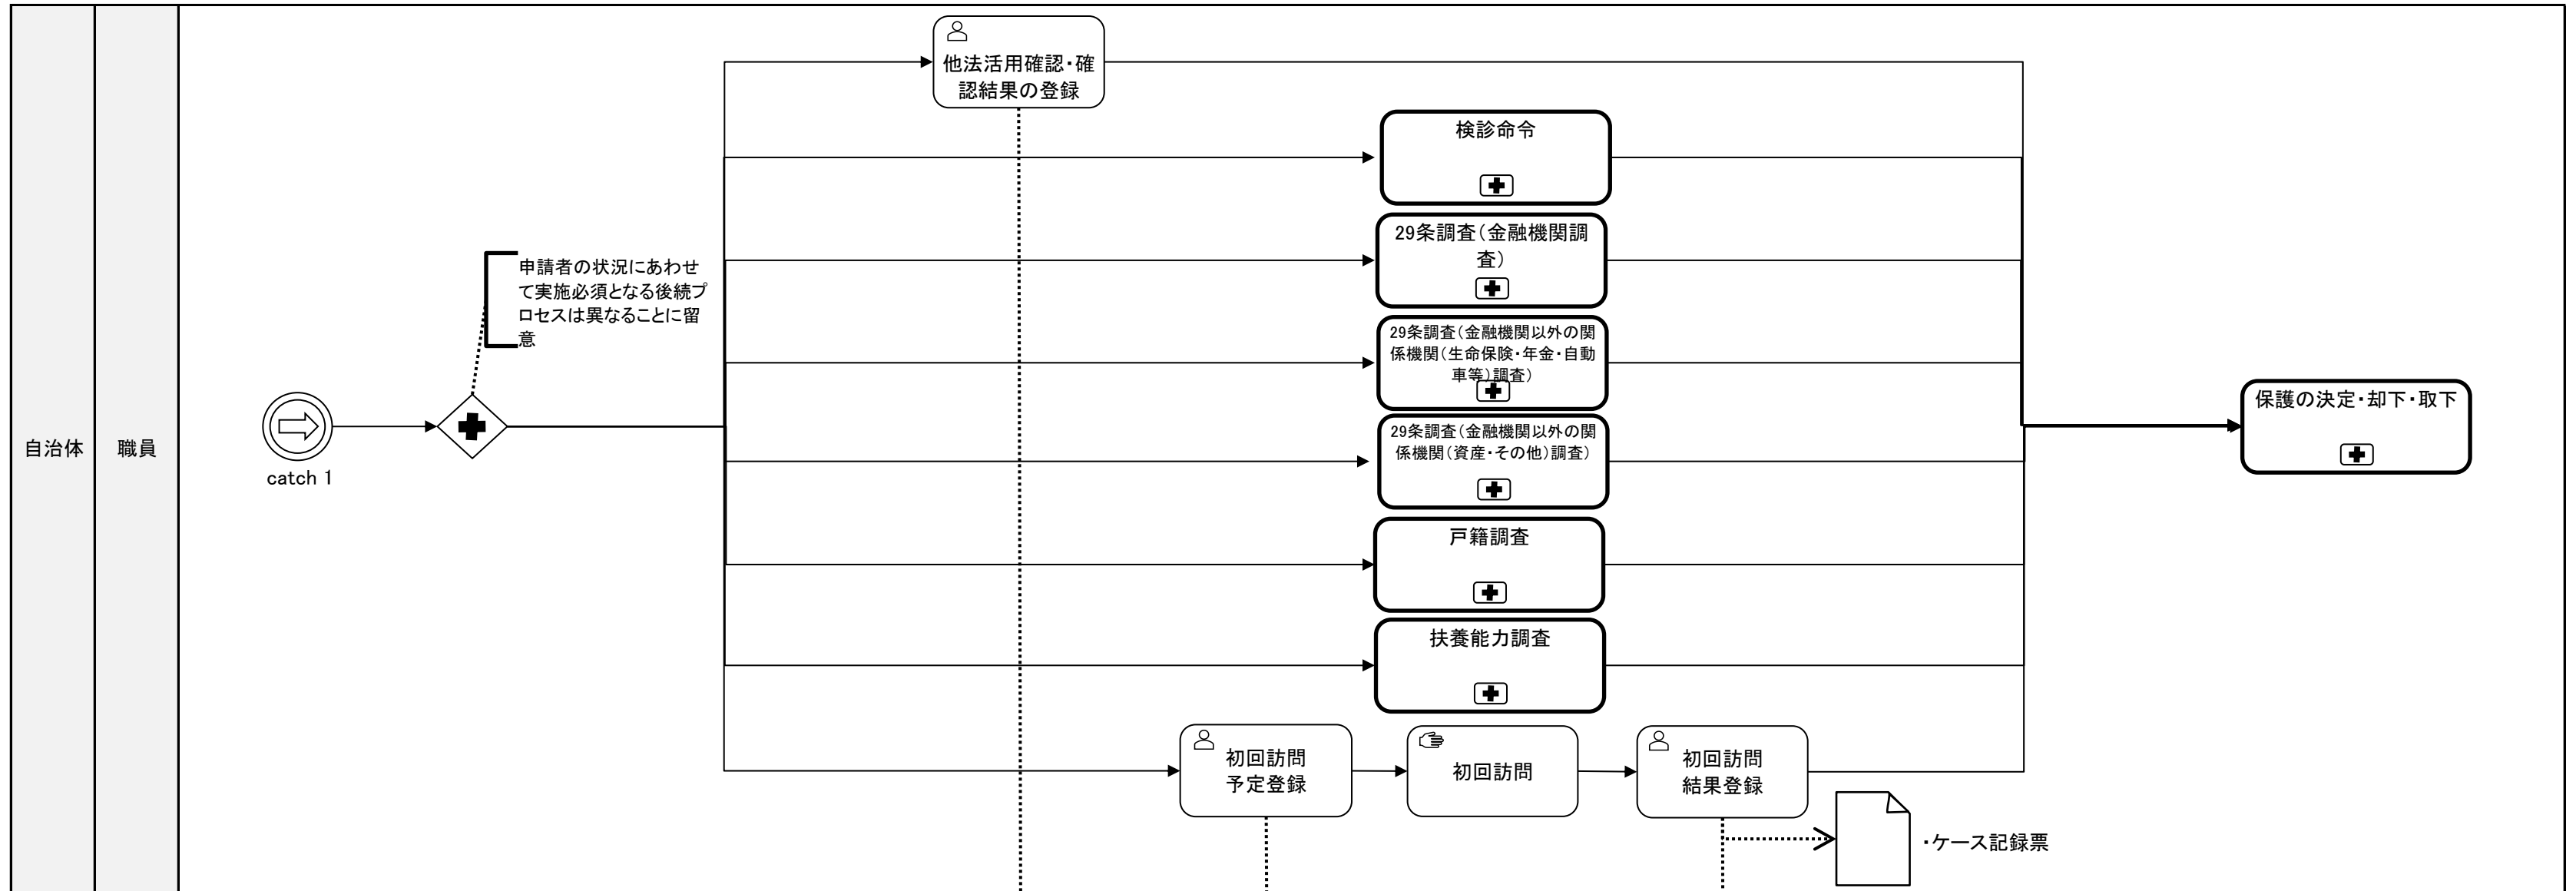 自治体
職員
他法活用確認・確
認結果の登録
検診命令
29条調査（金融機関調
査）
申請者の状況にあわせ
て実施必須となる後続プ
ロセスは異なることに留
意
29条調査（金融機関以外の関
係機関（生命保険・年金・自動
車等）調査）
catch 1
29条調査（金融機関以外の関
係機関（資産・その他）調査）
保護の決定・却下・取下
戸籍調査
扶養能力調査
初回訪問
予定登録
初回訪問
初回訪問
結果登録
・ケース記録票